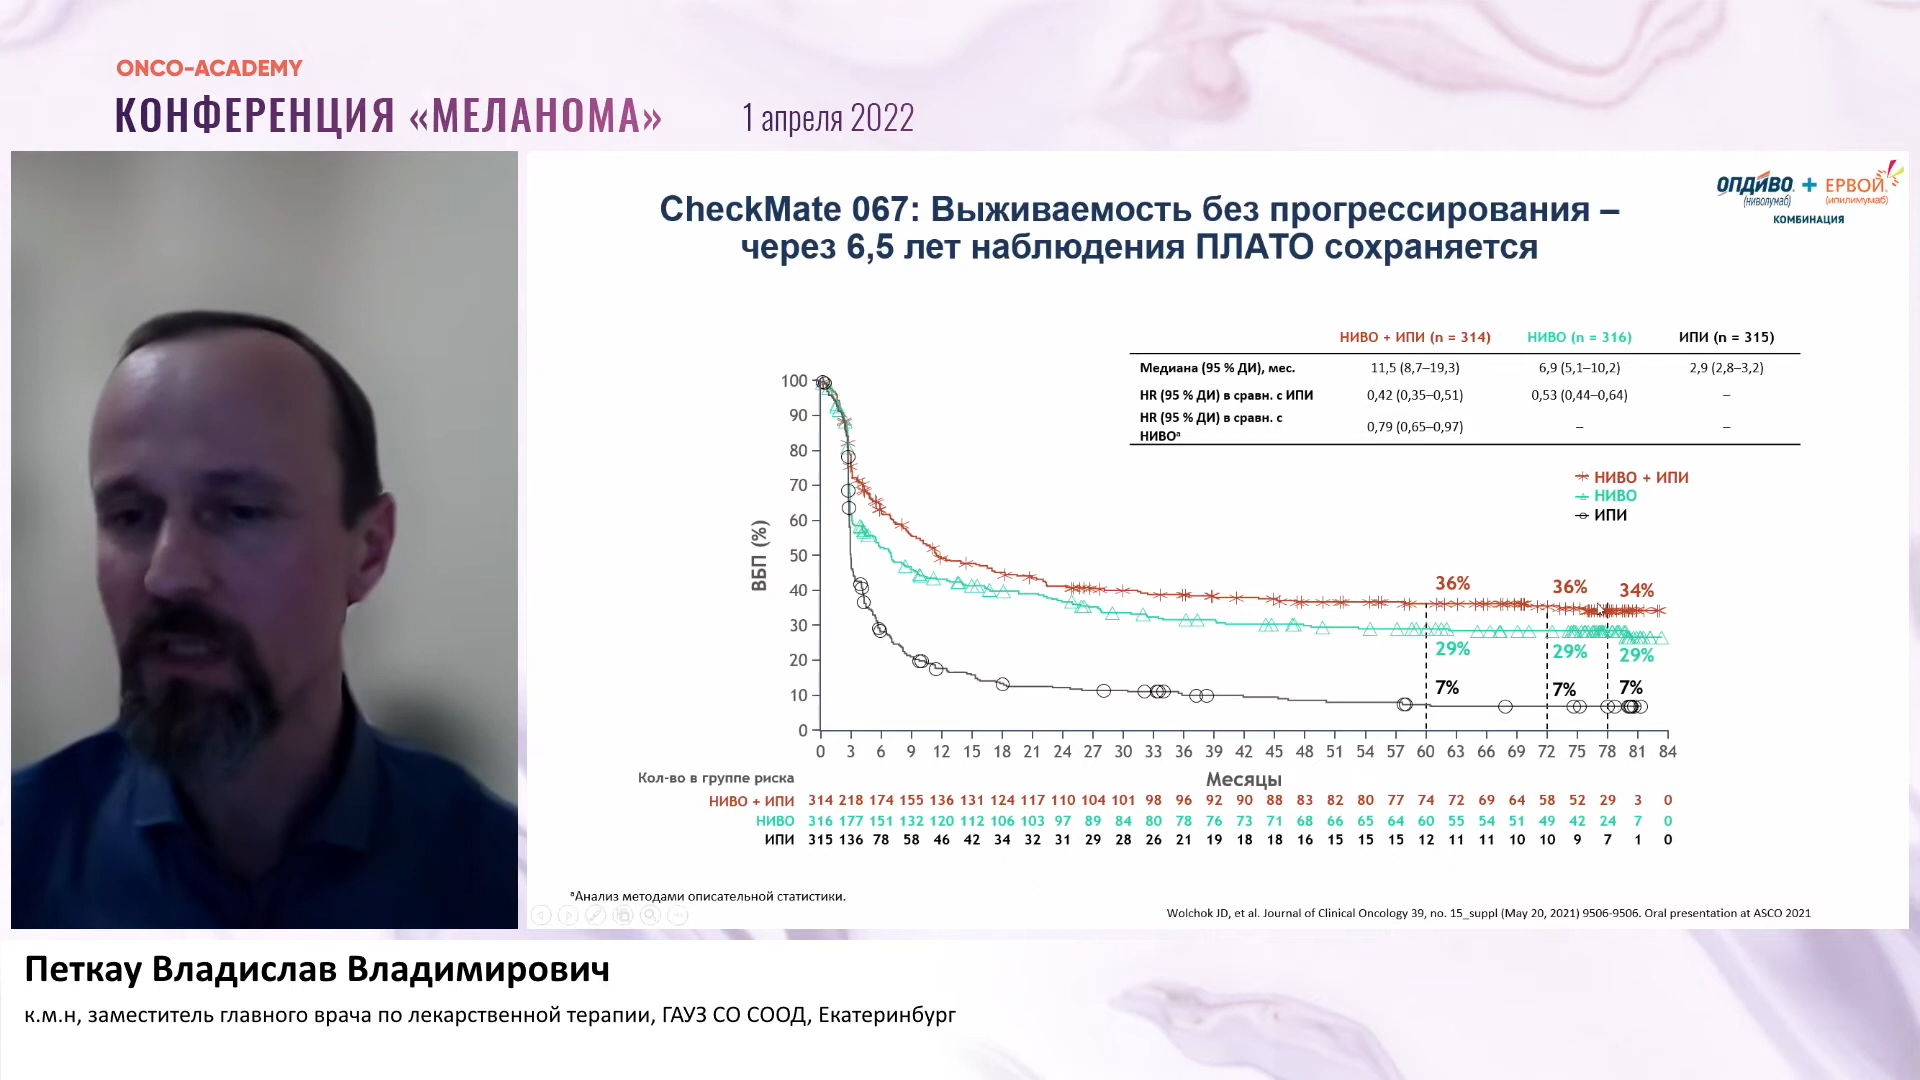 ONCO-ACADEMY
КОНФЕРЕНЦИЯ «МЕЛАНОМА» 1 апреля 2022
CheckMate 067: Выживаемость без прогрессирования –
через 6,5 лет наблюдения ПЛАТО сохраняется
ОПДИВО + ЕРВОЙ
(ниволумаб) (ипилимумаб)
КОМБИНАЦИЯ
НИВО + ИПИ (n = 314) НИВО (n = 316) ИПИ (n = 315)
Медиана (95 % ДИ), мес. 11,5 (8,7–19,3) 6,9 (5,1–10,2) 2,9 (2,8–3,2)
HR (95 % ДИ) в сравн. с ИПИ 0,42 (0,35–0,51) 0,53 (0,44–0,64) –
HR (95 % ДИ) в сравн. с
НИВОª 0,79 (0,65–0,97) – –
НИВО + ИПИ
НИВО
ИПИ
ВБП (%)
100
90
80
70
60
50
40
30
20
10
0
36% 36% 34%
29% 29% 29%
7% 7% 7%
0 3 6 9 12 15 18 21 24 27 30 33 36 39 42 45 48 51 54 57 60 63 66 69 72 75 78 81 84
Месяцы
Кол-во в группе риска
НИВО + ИПИ 314 218 174 155 136 131 124 117 110 104 101 98 96 92 90 88 83 82 80 77 74 72 69 64 58 52 29 3 0
НИВО 316 177 151 132 120 112 106 103 97 89 84 80 78 76 73 71 68 66 65 64 60 55 54 51 49 42 24 7 0
ИПИ 315 136 78 58 46 42 34 32 31 29 28 26 21 19 18 18 16 15 15 15 12 11 11 10 10 9 7 1 0
ªАнализ методами описательной статистики.
Wolchok JD, et al. Journal of Clinical Oncology 39, no. 15_suppl (May 20, 2021) 9506-9506. Oral presentation at ASCO 2021
Петкау Владислав Владимирович
к.м.н, заместитель главного врача по лекарственной терапии, ГАУЗ СО СООД, Екатеринбург